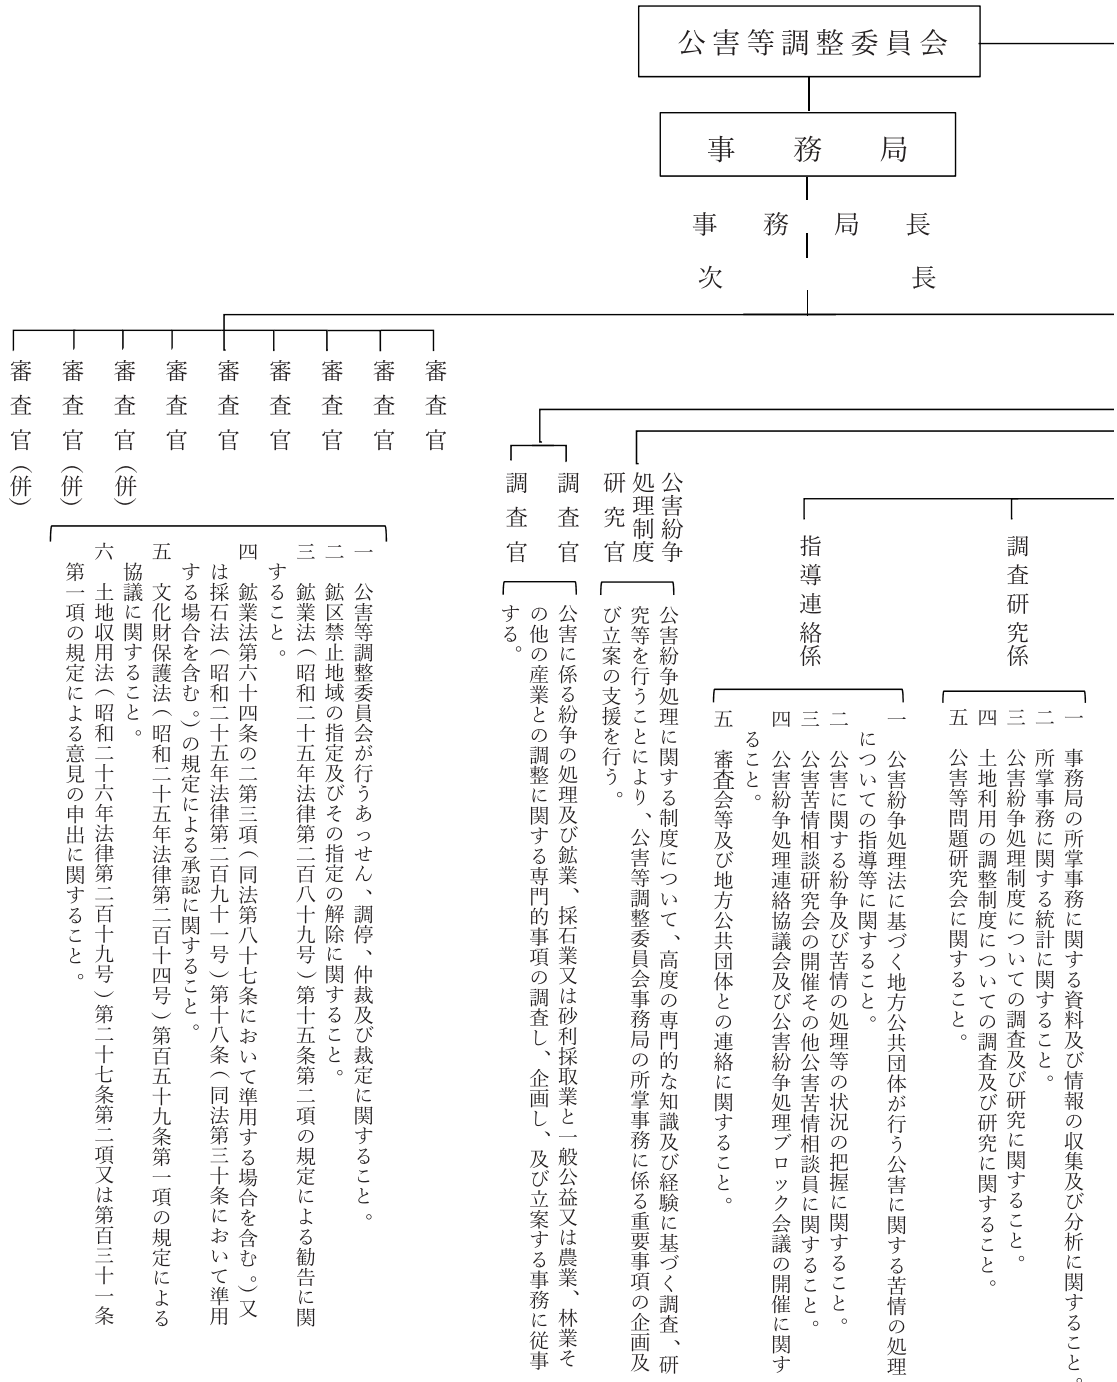 公害等調整委員会
事務局
事務局長
次長
調査研究係
一　事務局の所掌事務に関する資料及び情報の収集及び分析に関すること。
二　所掌事務に関する統計に関すること。
三　公害紛争処理制度についての調査及び研究に関すること。
四　土地利用の調整制度についての調査及び研究に関すること。
五　公害等問題研究会に関すること。
指導連絡係
一　公害紛争処理法に基づく地方公共団体が行う公害に関する苦情の処理
についての指導等に関すること。
二　公害に関する紛争及び苦情の処理等の状況の把握に関すること。
三　公害苦情相談研究会の開催その他公害苦情相談員に関すること。
四　公害紛争処理連絡協議会及び公害紛争処理ブロック会議の開催に関す
ること。
五　審査会等及び地方公共団体との連絡に関すること。
公害紛争
処理制度
研究官
公害紛争処理に関する制度について、高度の専門的な知識及び経験に基づく調査、研
究等を行うことにより、公害等調整委員会事務局の所掌事務に係る重要事項の企画及
び立案の支援を行う。
調査官
調査官
公害に係る紛争の処理及び鉱業、採石業又は砂利採取業と一般公益又は農業、林業そ
の他の産業との調整に関する専門的事項の調査し、企画し、及び立案する事務に従事
する。
審査官
審査官
審査官
審査官
審査官
審査官
審査官（併）
審査官（併）
審査官（併）
一　公害等調整委員会が行うあっせん、調停、仲裁及び裁定に関すること。
二　鉱区禁止地域の指定及びその指定の解除に関すること。
三　鉱業法（昭和二十五年法律第二百八十九号）第十五条第二項の規定による勧告に関
すること。
四　鉱業法第六十四条の二第三項（同法第八十七条において準用する場合を含む。）又
は採石法（昭和二十五年法律第二百九十一号）第十八条（同法第三十条において準用
する場合を含む。）の規定による承認に関すること。
五　文化財保護法（昭和二十五年法律第二百十四号）第百五十九条第一項の規定による
協議に関すること。
六　土地収用法（昭和二十六年法律第二百十九号）第二十七条第二項又は第百三十一条
第一項の規定による意見の申出に関すること。